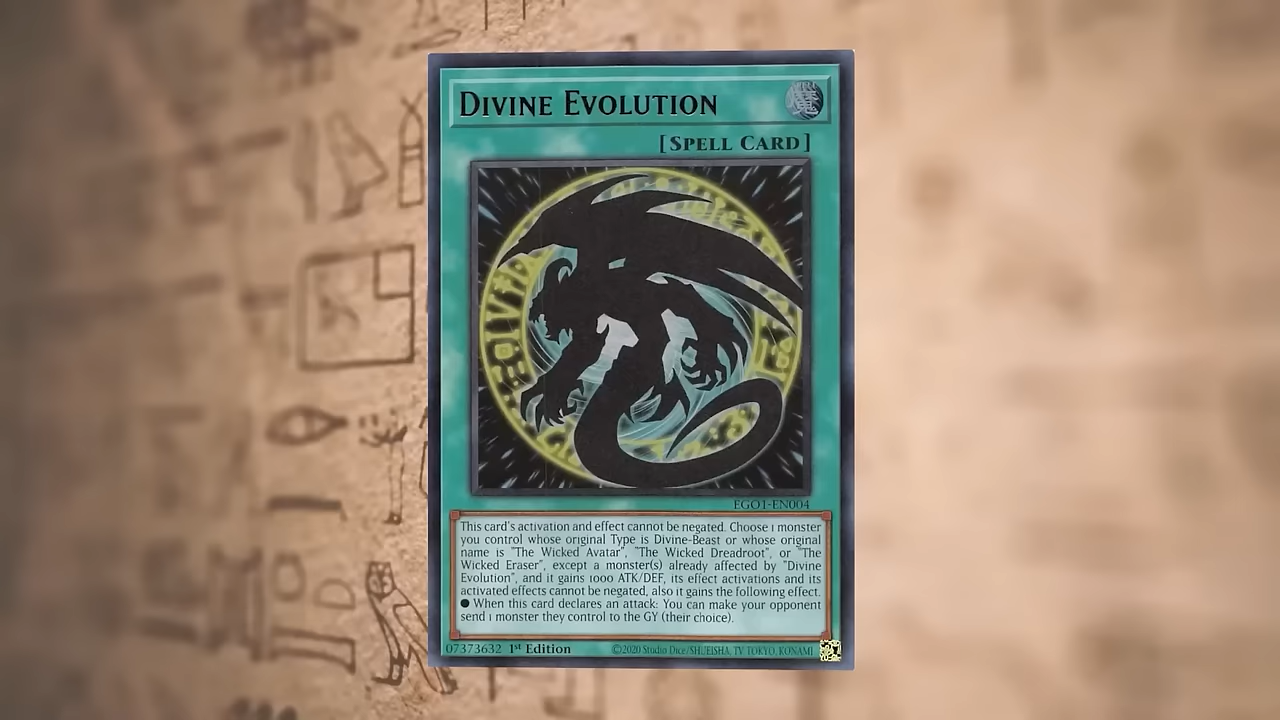 DIVINE EVOLUTION
[SPELL CARD]
EGO1-EN004
This card's activation and effect cannot be negated. Choose 1 monster
you control whose original Type is Divine-Beast or whose original
name is "The Wicked Avatar", "The Wicked Dreadroot", or "The
Wicked Eraser", except a monster(s) already affected by "Divine
Evolution", and it gains 1000 ATK/DEF, its effect activations and its
activated effects cannot be negated, also it gains the following effect.
● When this card declares an attack: You can make your opponent
send 1 monster they control to the GY (their choice).
07373632 1st Edition ©2020 Studio Dice/SHUEISHA, TV TOKYO, KONAMI